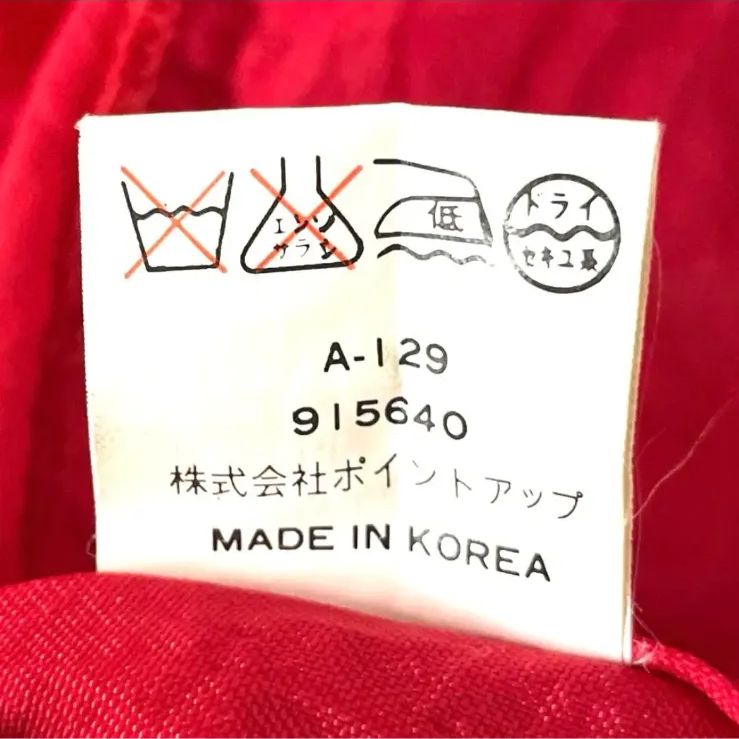 エンソ
サラシ
低
ドライ
セキユ系
A-129
915640
株式会社ポイントアップ
MADE IN KOREA